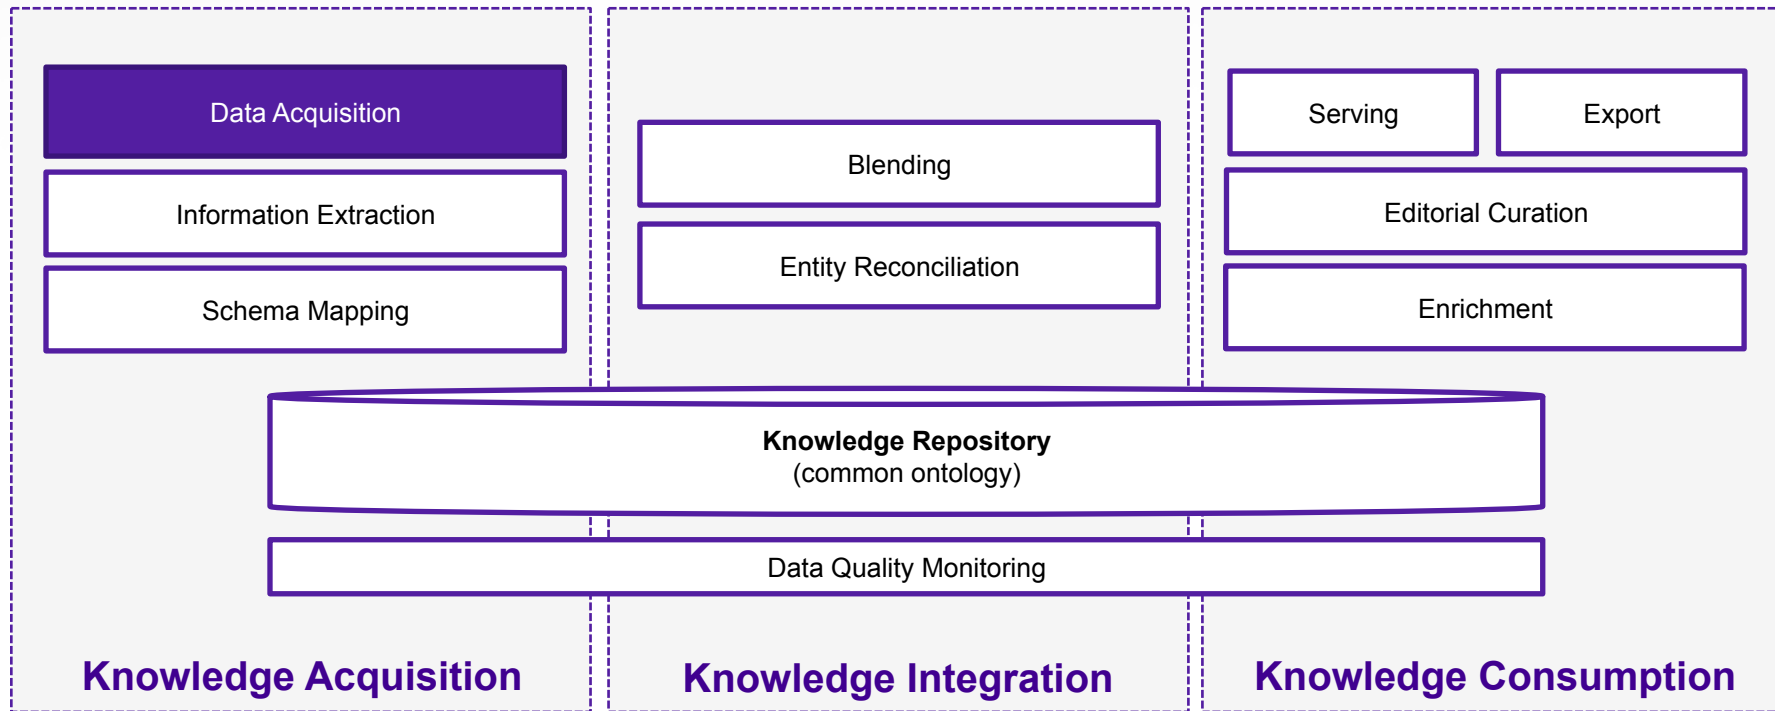 Data Acquisition
Information Extraction
Schema Mapping
Blending
Entity Reconciliation
Serving
Export
Editorial Curation
Enrichment
Knowledge Repository
(common ontology)
Data Quality Monitoring
Knowledge Acquisition
Knowledge Integration
Knowledge Consumption